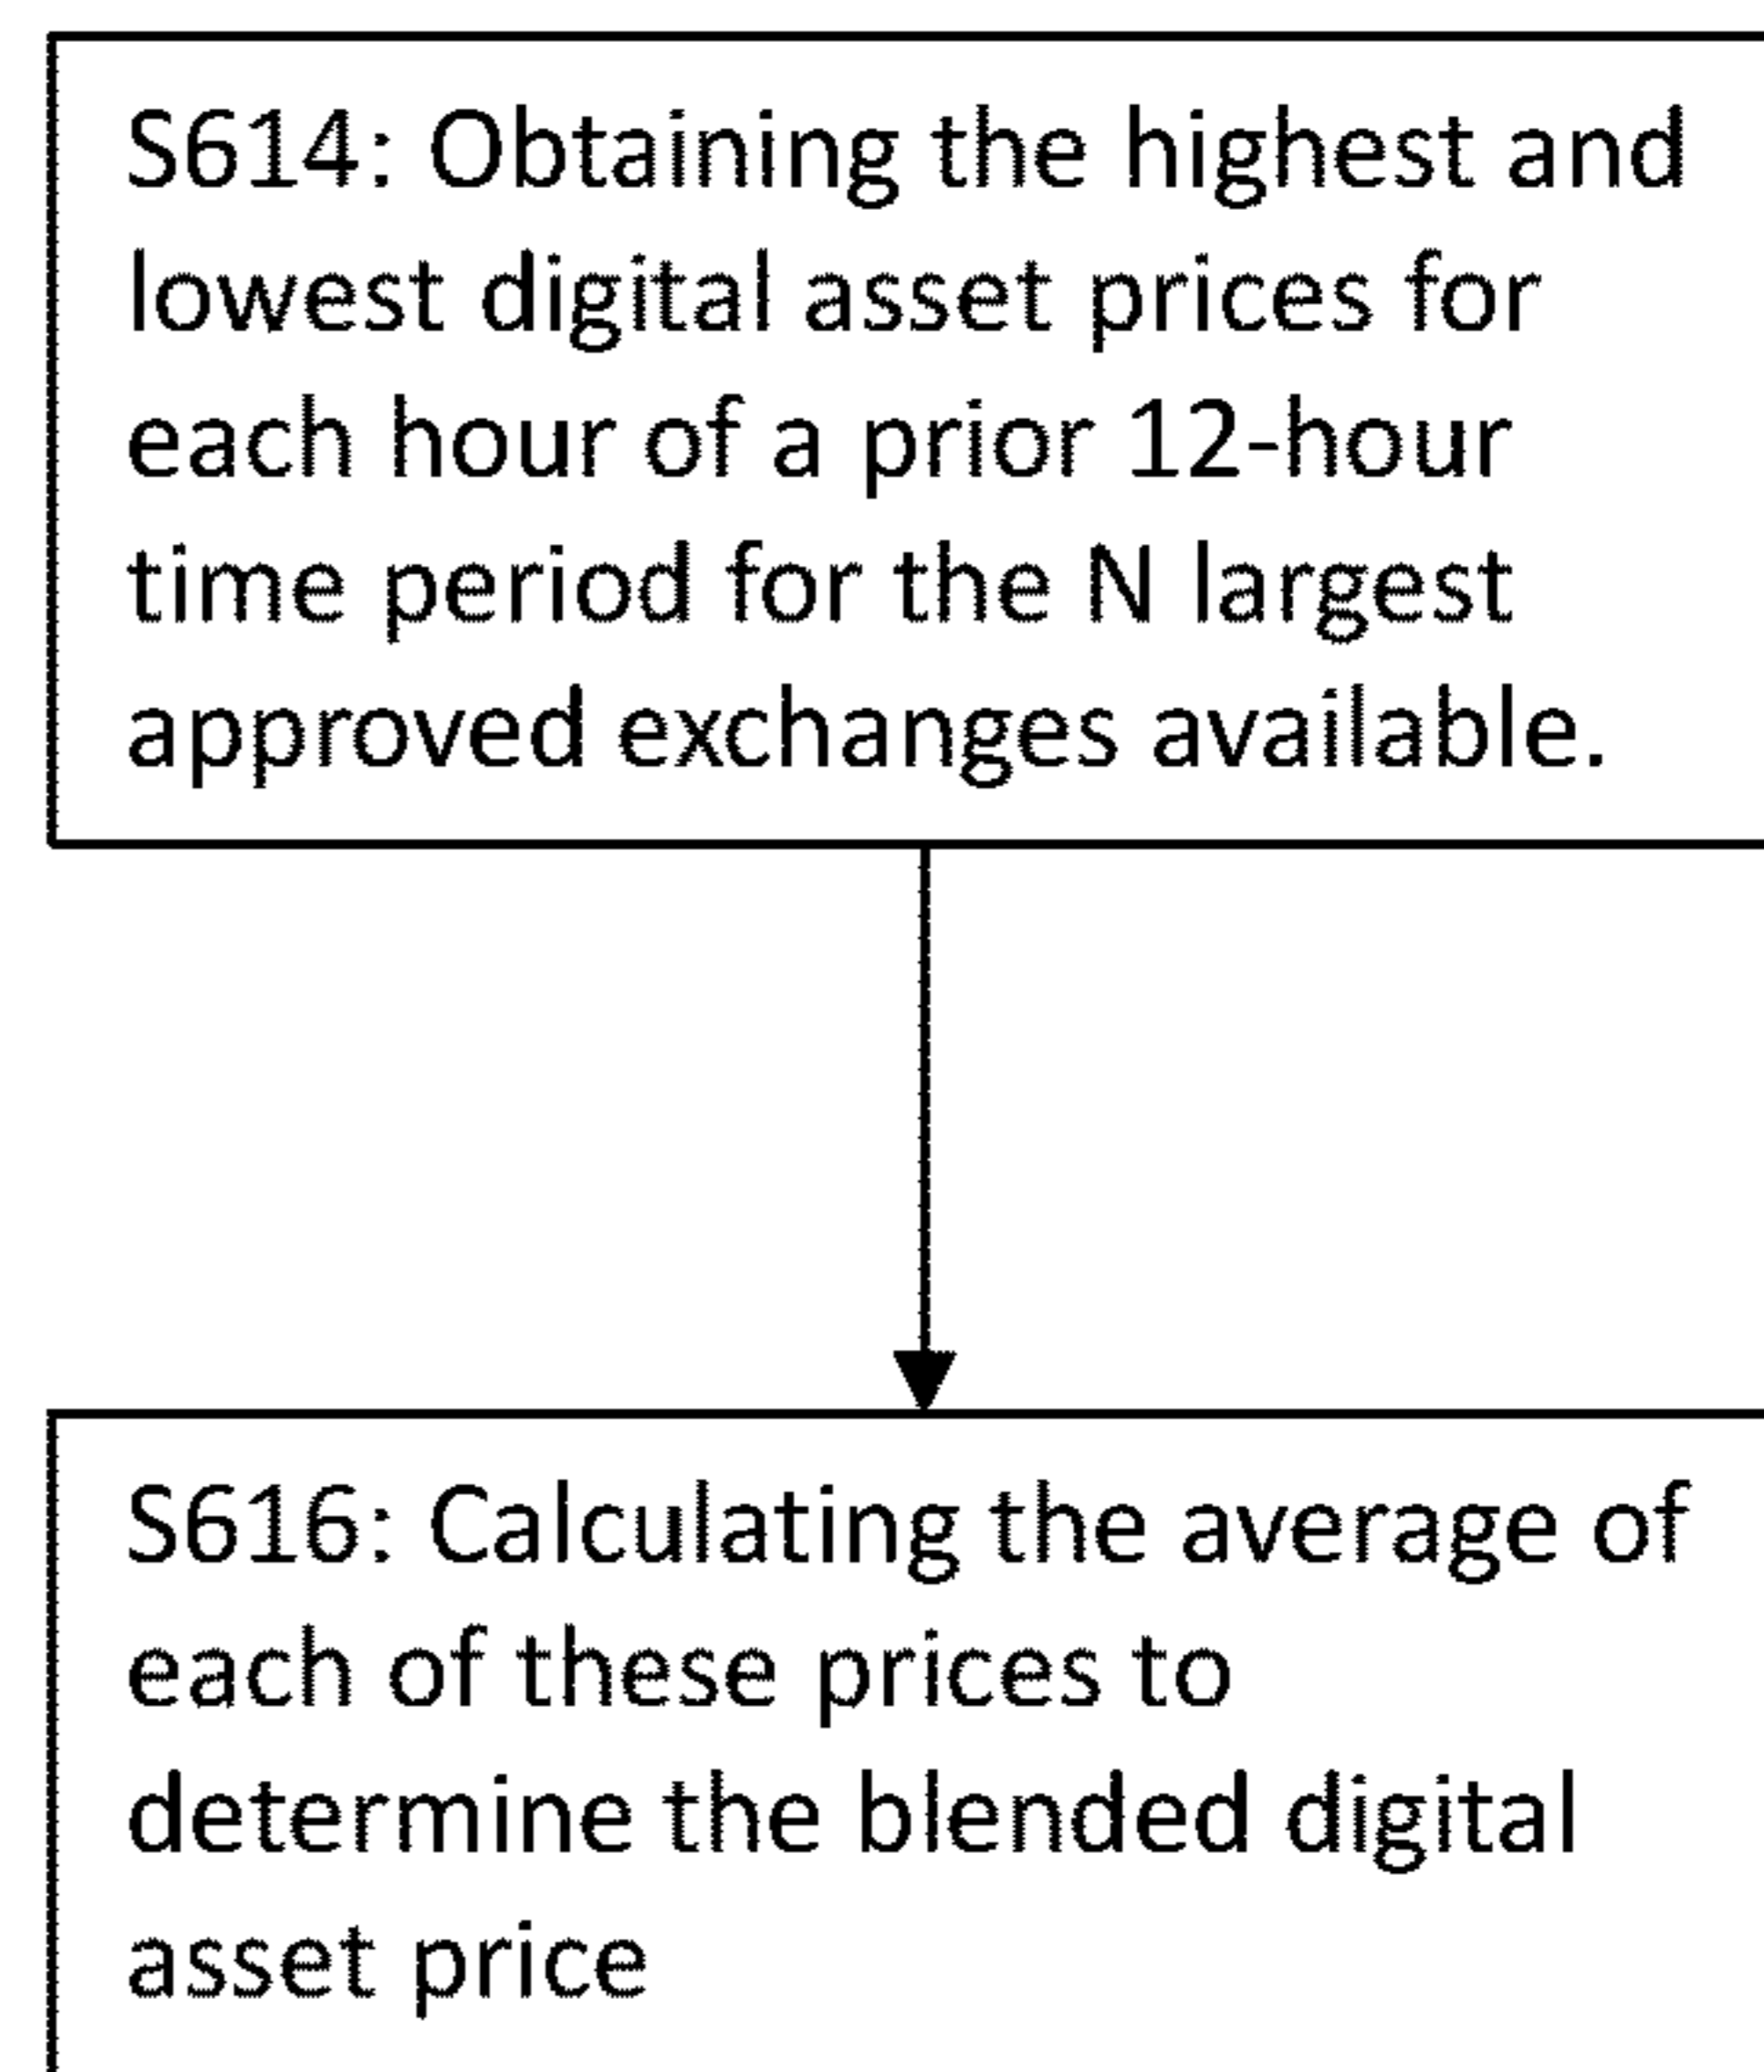 S614: Obtaining the highest and
lowest digital asset prices for
each hour of a prior 12-hour
time period for the N largest
approved exchanges available.
S616: Calculating the average of
each of these prices to
determine the blended digital
asset price